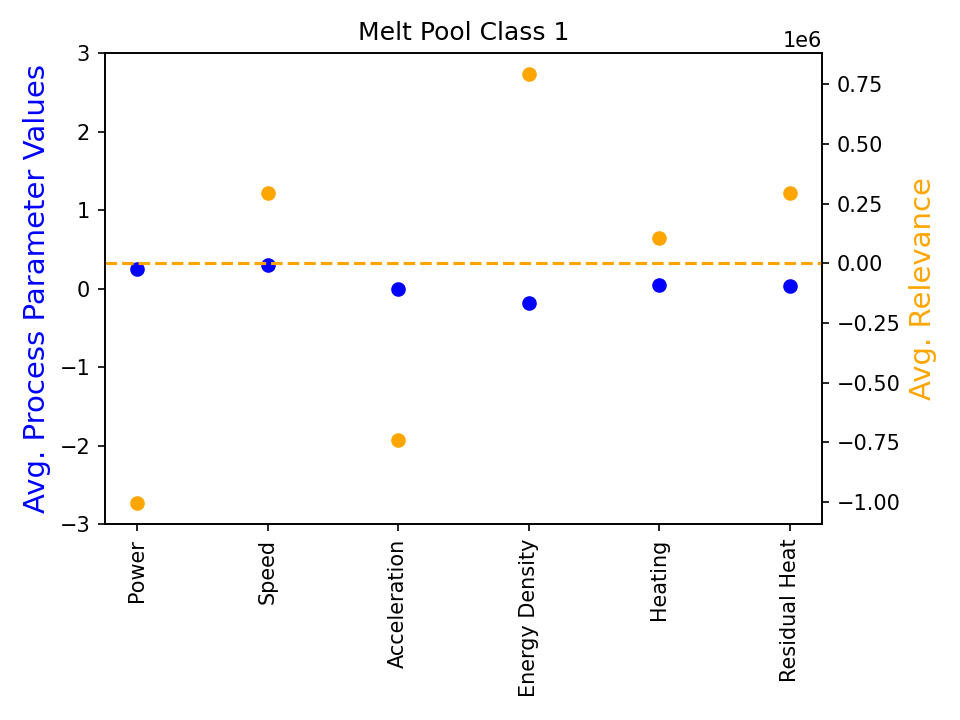 Melt Pool Class 1
1e6
Avg. Process Parameter Values
3
2
1
0
−1
−2
−3
0.75
0.50
0.25
0.00
−0.25
−0.50
−0.75
−1.00
Avg. Relevance
Power
Speed
Acceleration
Energy Density
Heating
Residual Heat